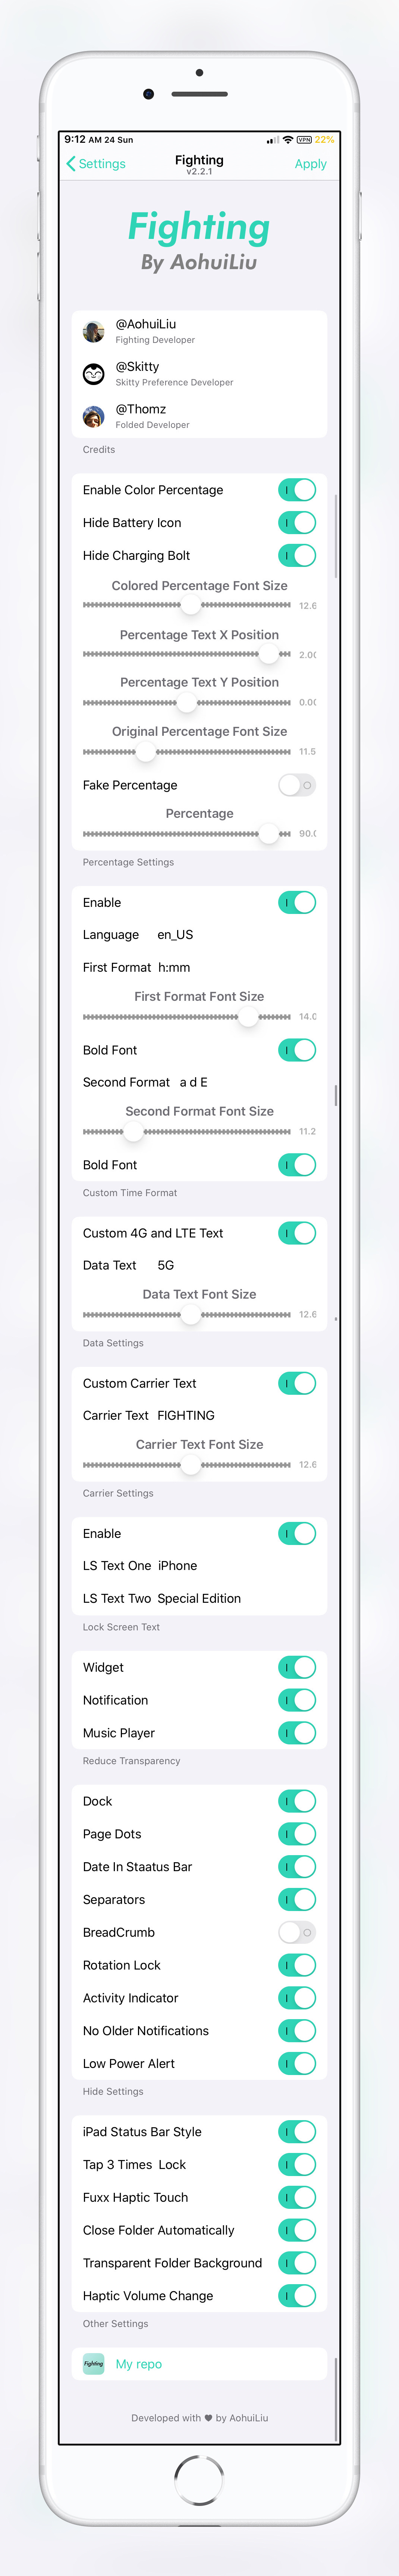 9:12 AM 24 Sun VPN 22%
Settings Fighting Apply
v2.2.1
Fighting
By AohuiLiu
@AohuiLiu
Fighting Developer
@Skitty
Skitty Preference Developer
@Thomz
Folded Developer
Credits
Enable Color Percentage
Hide Battery Icon
Hide Charging Bolt
Colored Percentage Font Size
12.6
Percentage Text X Position
2.00
Percentage Text Y Position
0.00
Original Percentage Font Size
11.5
Fake Percentage
Percentage
90.0
Percentage Settings
Enable
Language en_US
First Format h:mm
First Format Font Size
14.0
Bold Font
Second Format a d E
Second Format Font Size
11.2
Bold Font
Custom Time Format
Custom 4G and LTE Text
Data Text 5G
Data Text Font Size
12.6
Data Settings
Custom Carrier Text
Carrier Text FIGHTING
Carrier Text Font Size
12.6
Carrier Settings
Enable
LS Text One iPhone
LS Text Two Special Edition
Lock Screen Text
Widget
Notification
Music Player
Reduce Transparency
Dock
Page Dots
Date In Staatus Bar
Separators
BreadCrumb
Rotation Lock
Activity Indicator
No Older Notifications
Low Power Alert
Hide Settings
iPad Status Bar Style
Tap 3 Times Lock
Fuxx Haptic Touch
Close Folder Automatically
Transparent Folder Background
Haptic Volume Change
Other Settings
Fighting My repo
Developed with ♥ by AohuiLiu